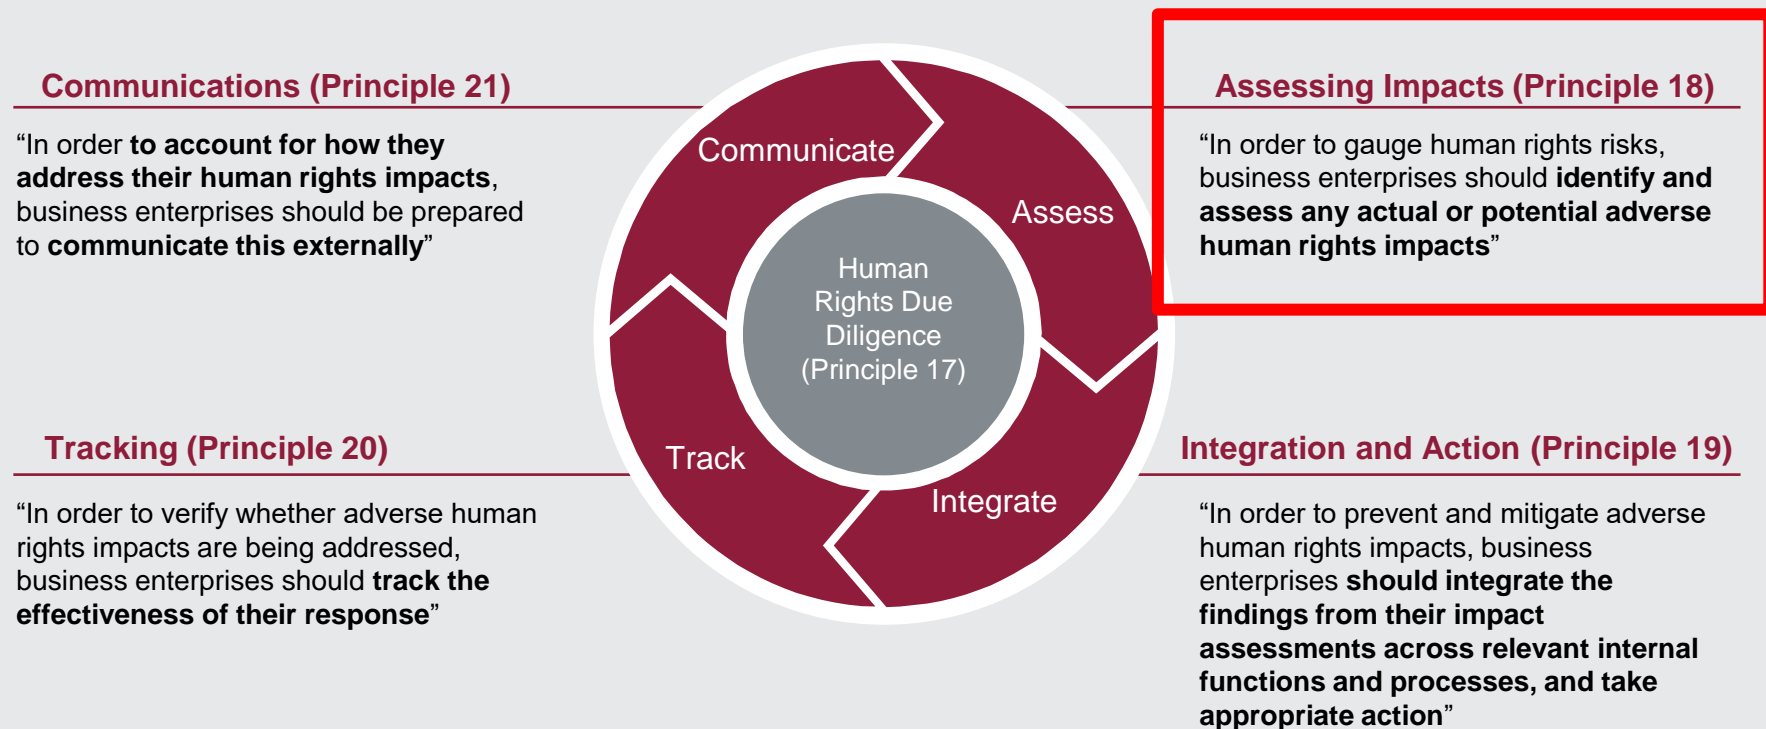 Communications (Principle 21)
“In order to account for how they
address their human rights impacts,
business enterprises should be prepared
to communicate this externally”
Assessing Impacts (Principle 18)
“In order to gauge human rights risks,
business enterprises should identify and
assess any actual or potential adverse
human rights impacts”
Communicate
Assess
Human
Rights Due
Diligence
(Principle 17)
Track
Integrate
Tracking (Principle 20)
“In order to verify whether adverse human
rights impacts are being addressed,
business enterprises should track the
effectiveness of their response”
Integration and Action (Principle 19)
“In order to prevent and mitigate adverse
human rights impacts, business
enterprises should integrate the
findings from their impact
assessments across relevant internal
functions and processes, and take
appropriate action”